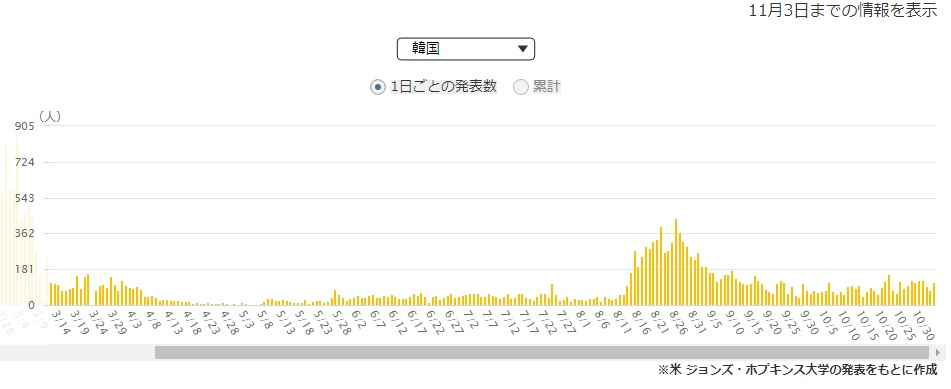 11月3日までの情報を表示
韓国
1日ごとの発表数 累計
(人)
905
724
543
362
181
0
3/4 3/9 3/14 3/19 3/24 3/29 4/3 4/8 4/13 4/18 4/23 4/28 5/3 5/8 5/13 5/18 5/23 5/28 6/2 6/7 6/12 6/17 6/22 6/27 7/2 7/7 7/12 7/17 7/22 7/27 8/1 8/6 8/11 8/16 8/21 8/26 8/31 9/5 9/10 9/15 9/20 9/25 9/30 10/5 10/10 10/15 10/20 10/25 10/30
※米 ジョンズ・ホプキンス大学の発表をもとに作成